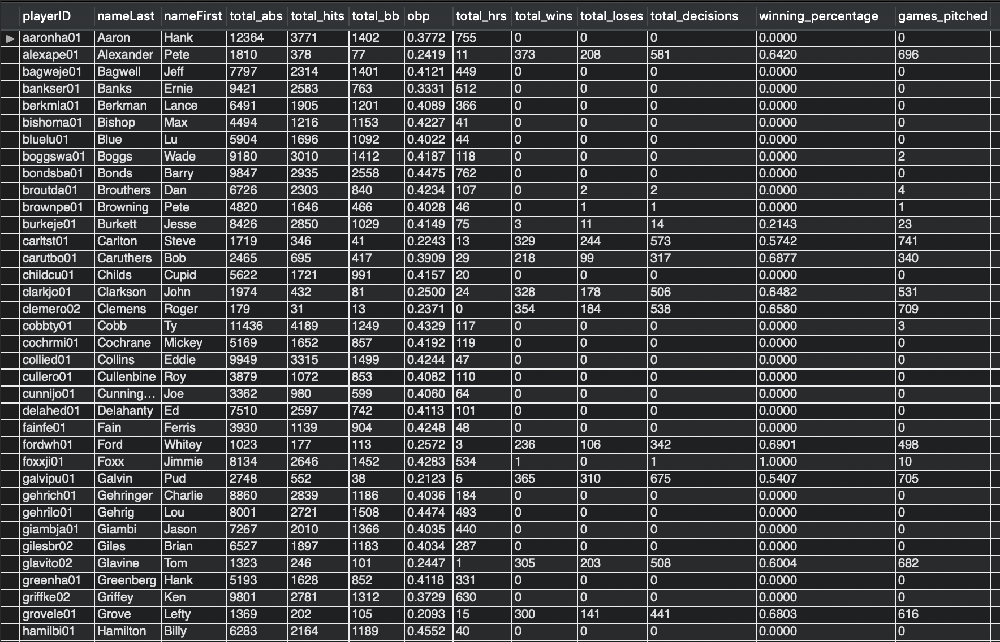 playerID nameLast nameFirst total_abs total_hits total_bb obp total_hrs total_wins total_loses total_decisions winning_percentage games_pitched
aaronha01 Aaron Hank 12364 3771 1402 0.3772 755 0 0 0 0.0000 0
alexape01 Alexander Pete 1810 378 77 0.2419 11 373 208 581 0.6420 696
bagweje01 Bagwell Jeff 7797 2314 1401 0.4121 449 0 0 0 0.0000 0
bankser01 Banks Ernie 9421 2583 763 0.3331 512 0 0 0 0.0000 0
berkmla01 Berkman Lance 6491 1905 1201 0.4089 366 0 0 0 0.0000 0
bishoma01 Bishop Max 4494 1216 1153 0.4227 41 0 0 0 0.0000 0
bluelu01 Blue Lu 5904 1696 1092 0.4022 44 0 0 0 0.0000 0
boggswa01 Boggs Wade 9180 3010 1412 0.4187 118 0 0 0 0.0000 2
bondsba01 Bonds Barry 9847 2935 2558 0.4475 762 0 0 0 0.0000 0
broutda01 Brouthers Dan 6726 2303 840 0.4234 107 0 2 2 0.0000 4
brownpe01 Browning Pete 4820 1646 466 0.4028 46 0 1 1 0.0000 1
burkeje01 Burkett Jesse 8426 2850 1029 0.4149 75 3 11 14 0.2143 23
carltst01 Carlton Steve 1719 346 41 0.2243 13 329 244 573 0.5742 741
carutbo01 Caruthers Bob 2465 695 417 0.3909 29 218 99 317 0.6877 340
childcu01 Childs Cupid 5622 1721 991 0.4157 20 0 0 0 0.0000 0
clarkjo01 Clarkson John 1974 432 81 0.2500 24 328 178 506 0.6482 531
clemero02 Clemens Roger 179 31 13 0.2371 0 354 184 538 0.6580 709
cobbty01 Cobb Ty 11436 4189 1249 0.4329 117 0 0 0 0.0000 3
cochrmi01 Cochrane Mickey 5169 1652 857 0.4192 119 0 0 0 0.0000 0
collied01 Collins Eddie 9949 3315 1499 0.4244 47 0 0 0 0.0000 0
cullero01 Cullenbine Roy 3879 1072 853 0.4082 110 0 0 0 0.0000 0
cunnijo01 Cunning... Joe 3362 980 599 0.4060 64 0 0 0 0.0000 0
delahed01 Delahanty Ed 7510 2597 742 0.4113 101 0 0 0 0.0000 0
fainfe01 Fain Ferris 3930 1139 904 0.4248 48 0 0 0 0.0000 0
fordwh01 Ford Whitey 1023 177 113 0.2572 3 236 106 342 0.6901 498
foxxji01 Foxx Jimmie 8134 2646 1452 0.4283 534 1 0 1 1.0000 10
galvipu01 Galvin Pud 2748 552 38 0.2123 5 365 310 675 0.5407 705
gehrich01 Gehringer Charlie 8860 2839 1186 0.4036 184 0 0 0 0.0000 0
gehrilo01 Gehrig Lou 8001 2721 1508 0.4474 493 0 0 0 0.0000 0
giambja01 Giambi Jason 7267 2010 1366 0.4035 440 0 0 0 0.0000 0
gilesbr02 Giles Brian 6527 1897 1183 0.4034 287 0 0 0 0.0000 0
glavito02 Glavine Tom 1323 246 101 0.2447 1 305 203 508 0.6004 682
greenha01 Greenberg Hank 5193 1628 852 0.4118 331 0 0 0 0.0000 0
griffke02 Griffey Ken 9801 2781 1312 0.3729 630 0 0 0 0.0000 0
grovele01 Grove Lefty 1369 202 105 0.2093 15 300 141 441 0.6803 616
hamilbi01 Hamilton Billy 6283 2164 1189 0.4552 40 0 0 0 0.0000 0